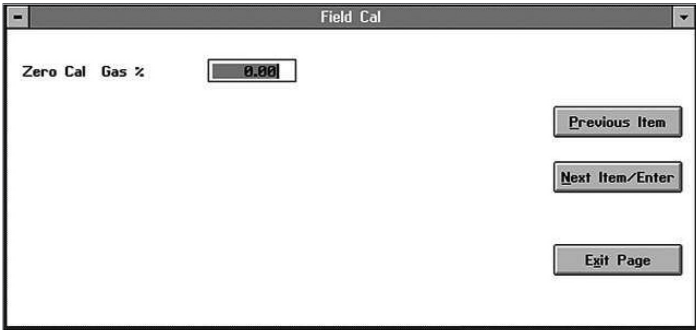 Field Cal
Zero Cal Gas % 0.00
Previous Item
Next Item/Enter
Exit Page